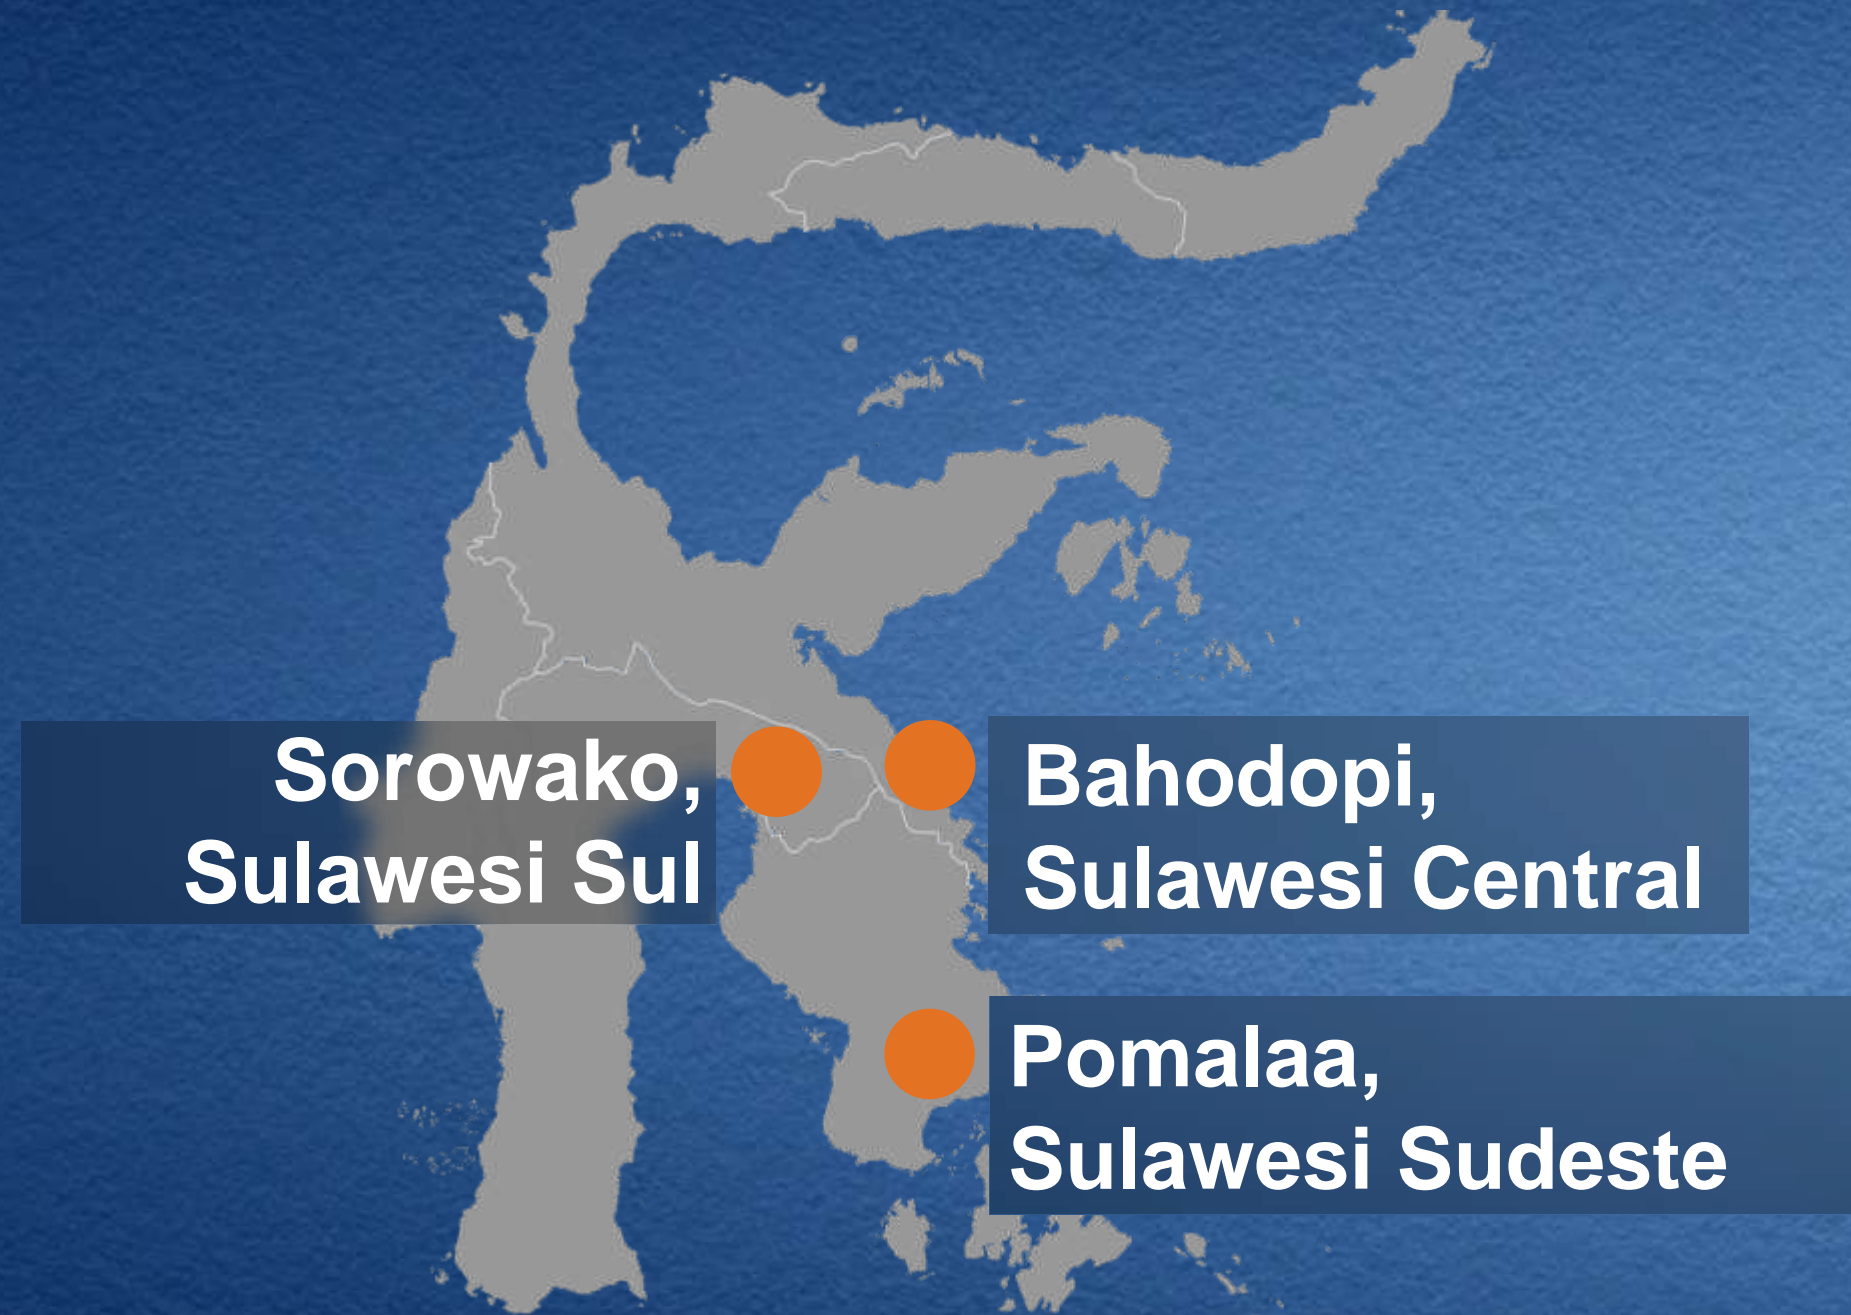 Sorowako,
Sulawesi Sul
Bahodopi,
Sulawesi Central
Pomalaa,
Sulawesi Sudeste